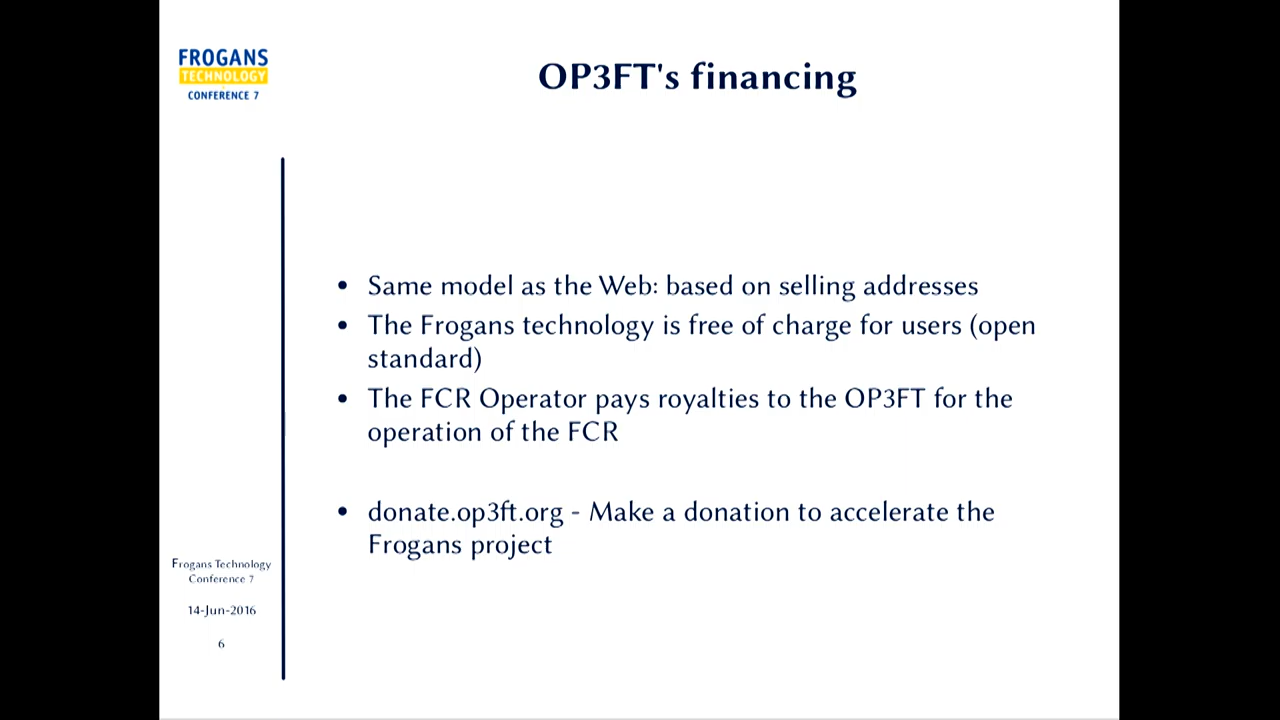 FROGANS
TECHNOLOGY
CONFERENCE 7
OP3FT's financing
• Same model as the Web: based on selling addresses
• The Frogans technology is free of charge for users (open
standard)
• The FCR Operator pays royalties to the OP3FT for the
operation of the FCR
• donate.op3ft.org - Make a donation to accelerate the
Frogans project
Frogans Technology
Conference 7
14-Jun-2016
6